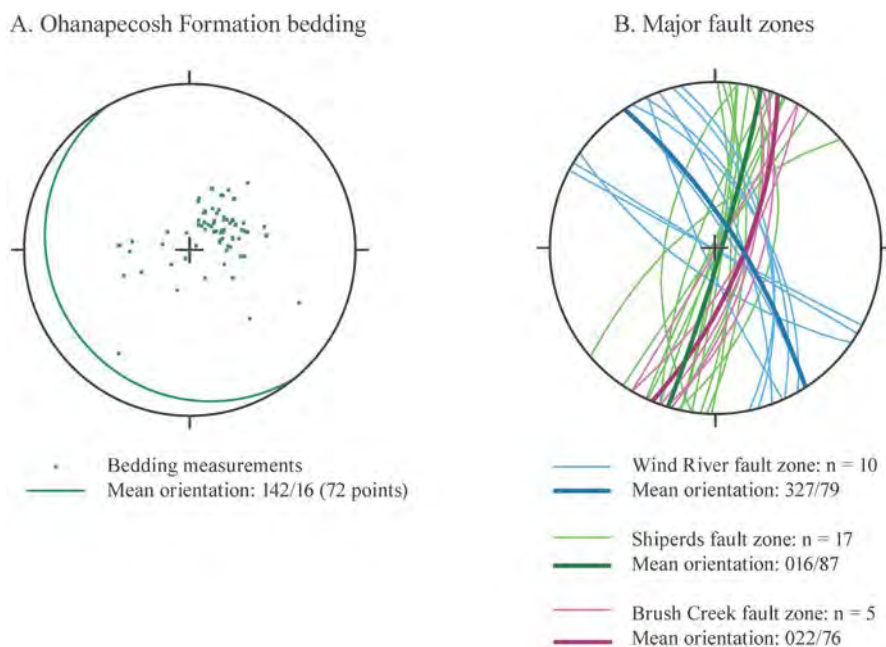 A. Ohanapecosh Formation bedding
Bedding measurements
Mean orientation: 142/16 (72 points)
B. Major fault zones
Wind River fault zone: n = 10
Mean orientation: 327/79
Shiperds fault zone: n = 17
Mean orientation: 016/87
Brush Creek fault zone: n = 5
Mean orientation: 022/76